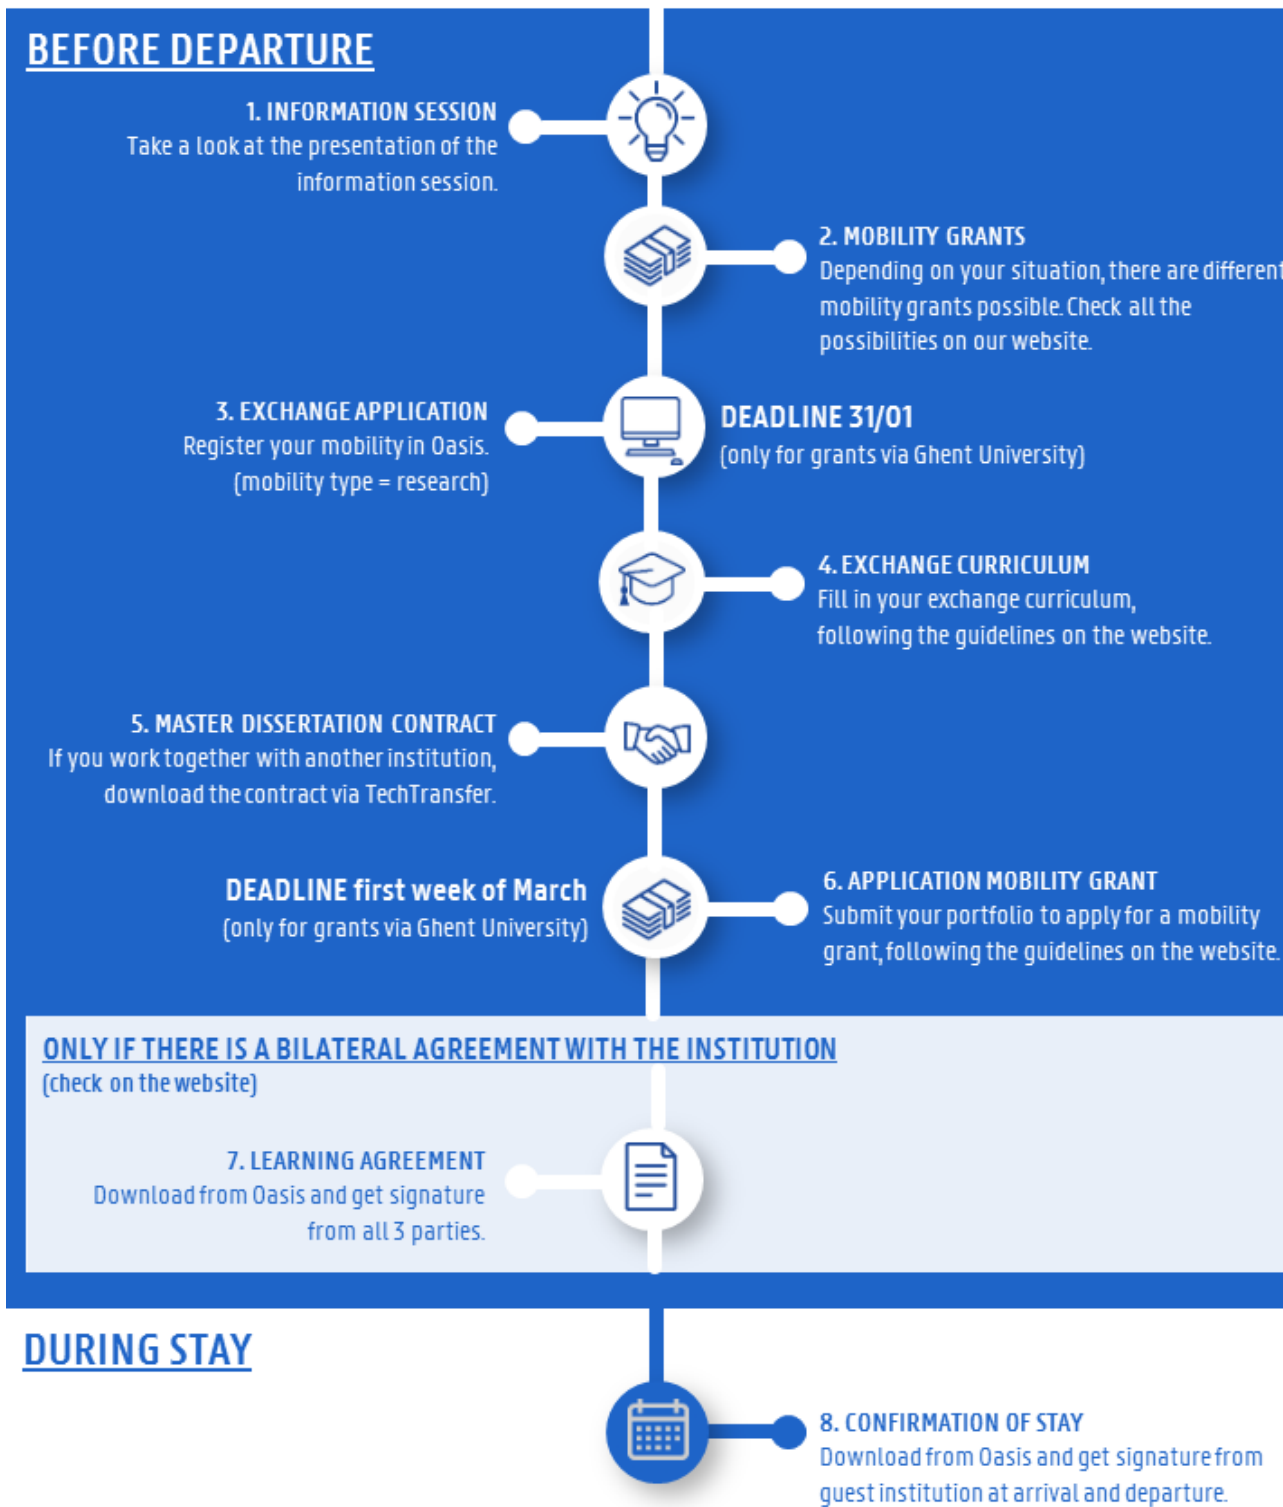 BEFORE DEPARTURE
1. INFORMATION SESSION
Take a look at the presentation of the
information session.
2. MOBILITY GRANTS
Depending on your situation, there are different
mobility grants possible. Check all the
possibilities on our website.
3. EXCHANGE APPLICATION
Register your mobility in Oasis.
(mobility type = research)
DEADLINE 31/01
(only for grants via Ghent University)
4. EXCHANGE CURRICULUM
Fill in your exchange curriculum,
following the guidelines on the website.
5. MASTER DISSERTATION CONTRACT
If you work together with another institution,
download the contract via TechTransfer.
DEADLINE first week of March
(only for grants via Ghent University)
6. APPLICATION MOBILITY GRANT
Submit your portfolio to apply for a mobility
grant, following the guidelines on the website.
ONLY IF THERE IS A BILATERAL AGREEMENT WITH THE INSTITUTION
(check on the website)
7. LEARNING AGREEMENT
Download from Oasis and get signature
from all 3 parties.
DURING STAY
8. CONFIRMATION OF STAY
Download from Oasis and get signature from
guest institution at arrival and departure.